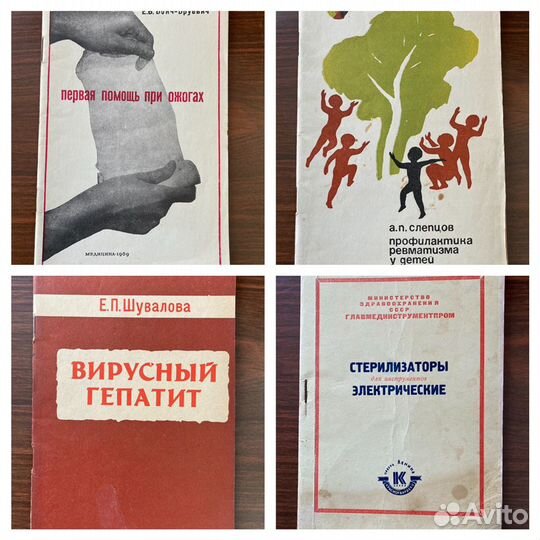 первая помощь при ожогах
МЕДИЦИНА•1969
а.п. слепцов
профилактика
ревматизма
у детей
Е.П.Шувалова
ВИРУСНЫЙ
ГЕПАТИТ
МИНИСТЕРСТВО
ЗДРАВООХРАНЕНИЯ
СССР
ГЛАВМЕДИНСТРУМЕНТПРОМ
СТЕРИЛИЗАТОРЫ
для инструментов
ЭЛЕКТРИЧЕСКИЕ
ЛЕНИНА
К
Avito